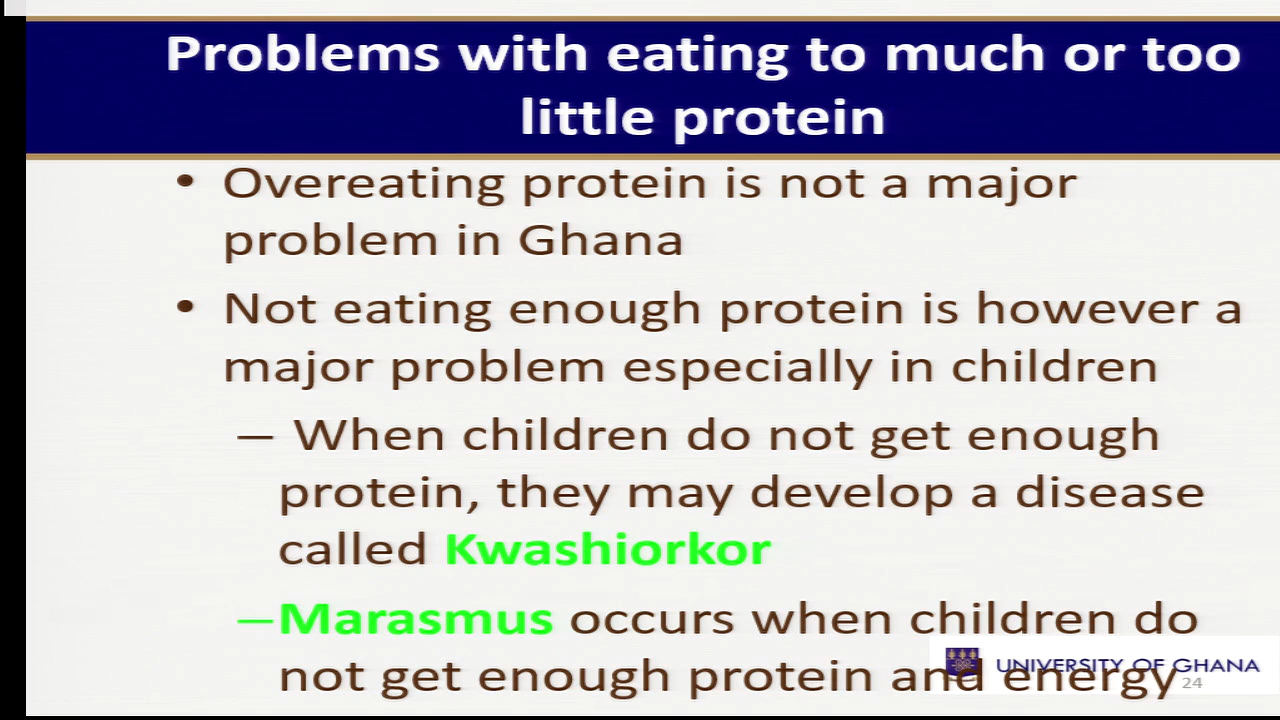 Problems with eating to much or too
little protein
• Overeating protein is not a major
problem in Ghana
• Not eating enough protein is however a
major problem especially in children
– When children do not get enough
protein, they may develop a disease
called Kwashiorkor
–Marasmus occurs when children do
not get enough protein and energy
UNIVERSITY OF GHANA
24